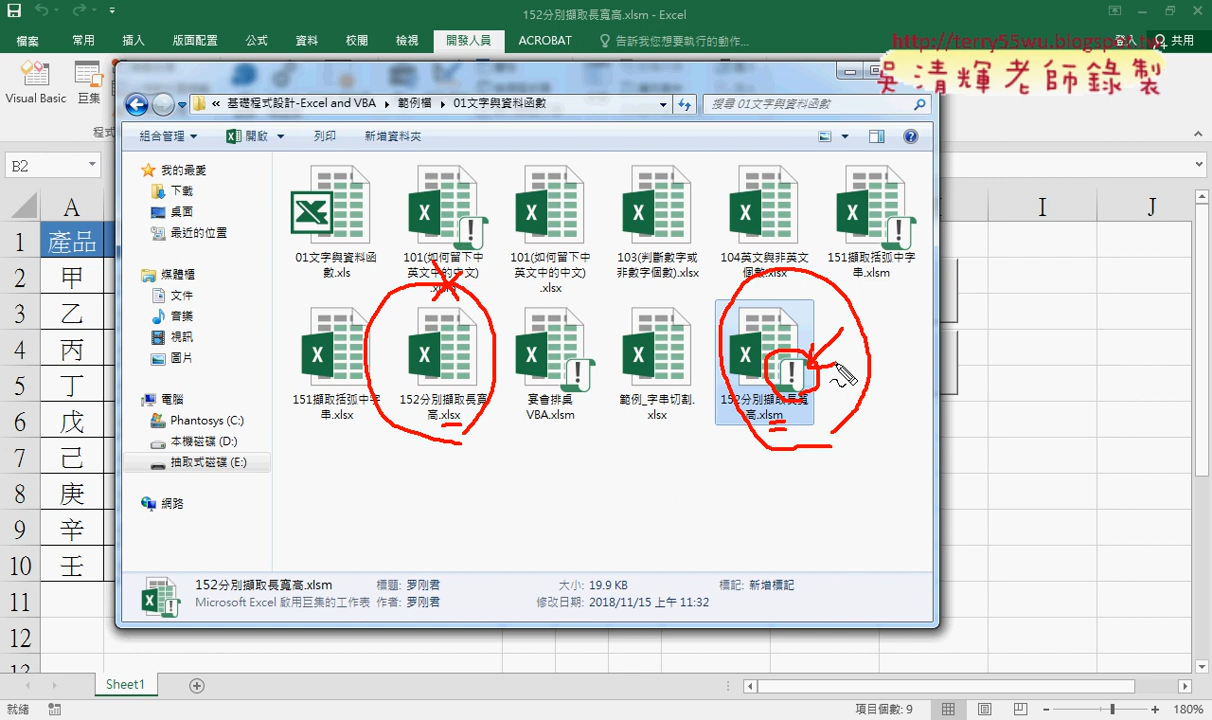 152分別擷取長寬高.xlsm - Excel
檔案 常用 插入 版面配置 公式 資料 校閱 檢視 開發人員 ACROBAT 告訴我您想要執行的動作... 登入 共用
http://terry55wu.blogspot.tw
吳清輝老師錄製
Visual Basic 巨集
基礎程式設計-Excel and VBA 範例檔 01文字與資料函數 搜尋 01文字與資料函數
組合管理 開啟 列印 新增資料夾
B2
我的最愛
下載
桌面
最近的位置
媒體櫃
文件
音樂
視訊
圖片
電腦
Phantosys (C:)
本機磁碟 (D:)
抽取式磁碟 (E:)
網路
01文字與資料函
數.xls
101(如何留下中
英文中的中文)
101(如何留下中
英文中的中文)
.xlsx
103(判斷數字或
非數字個數).xlsx
104英文與非英文
個數.xlsx
151擷取括弧中字
串.xlsm
151擷取括弧中字
串.xlsx
152分別擷取長寬
高.xlsx
宴會排桌
VBA.xlsm
範例_字串切割.
xlsx
152分別擷取長寬
高.xlsm
152分別擷取長寬高.xlsm 標題: 罗刚君 大小: 19.9 KB 標記: 新增標記
Microsoft Excel 啟用巨集的工作表 作者: 罗刚君 修改日期: 2018/11/15 上午 11:32
A I J
1 產品
2 甲
3 乙
4 丙
5 丁
6 戊
7 己
8 庚
9 辛
10 壬
11
12
13
Sheet1
就緒 項目個數: 9 180%